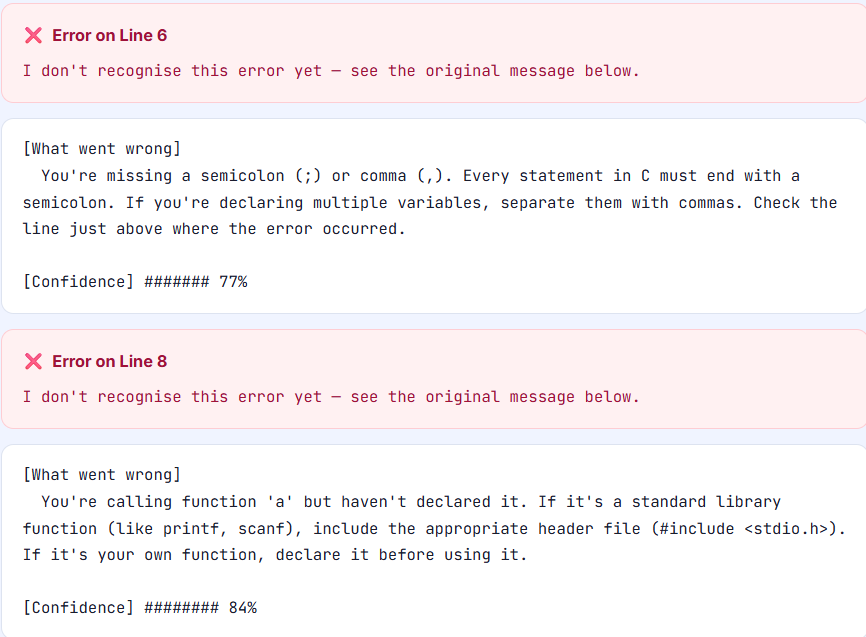 ❌ Error on Line 6
I don't recognise this error yet — see the original message below.
[What went wrong]
You're missing a semicolon (;) or comma (,). Every statement in C must end with a
semicolon. If you're declaring multiple variables, separate them with commas. Check the
line just above where the error occurred.
[Confidence] ####### 77%
❌ Error on Line 8
I don't recognise this error yet — see the original message below.
[What went wrong]
You're calling function 'a' but haven't declared it. If it's a standard library
function (like printf, scanf), include the appropriate header file (#include <stdio.h>).
If it's your own function, declare it before using it.
[Confidence] ######## 84%